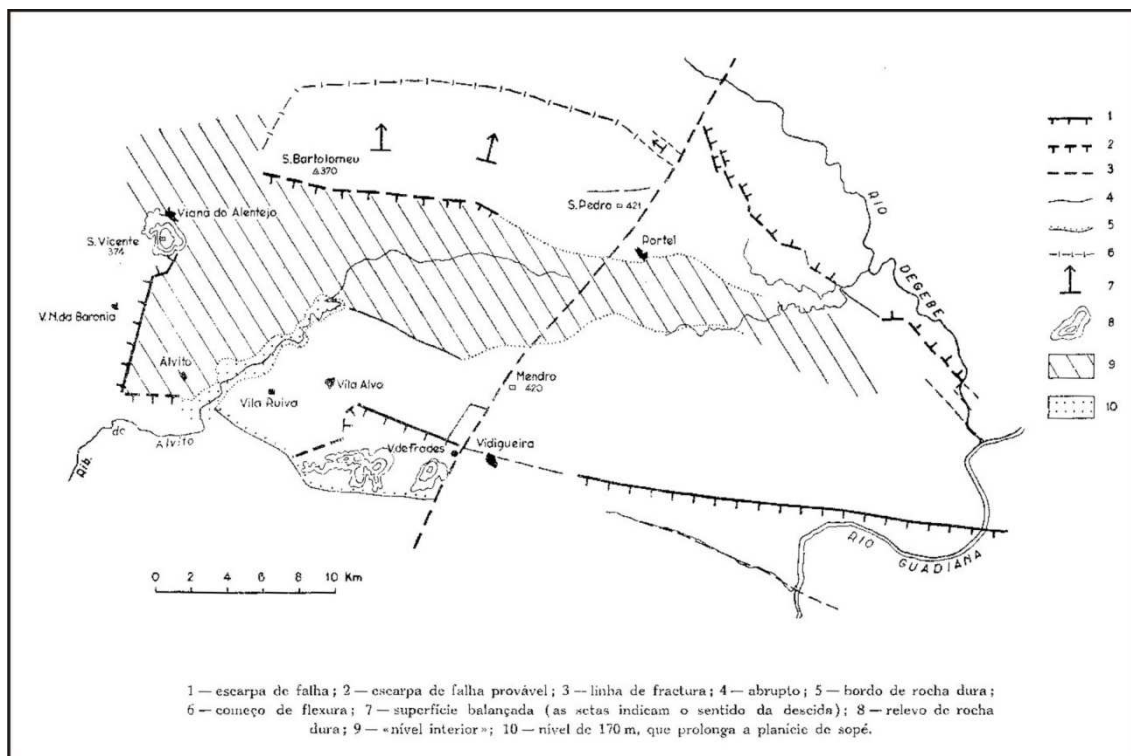 S. Bartolomeu
370
S. Pedro 421
RIO
DEGEBE
Viana do Alentejo
S. Vicente
374
Portel
V.N.da Baronia
Alvito
Mendro
420
Vila Alva
Vila Ruiva
Rib. de Alvito
V.de Frades
Vidigueira
RIO
GUADIANA
0 2 4 6 8 10 Km
1
2
3
4
5
6
7
8
9
10
1 — escarpa de falha; 2 — escarpa de falha provável; 3 — linha de fractura; 4 — abrupto; 5 — bordo de rocha dura;
6 — começo de flexura; 7 — superfície balançada (as setas indicam o sentido da descida); 8 — relevo de rocha
dura; 9 — «nível interior»; 10 — nível de 170 m, que prolonga a planície de sopé.